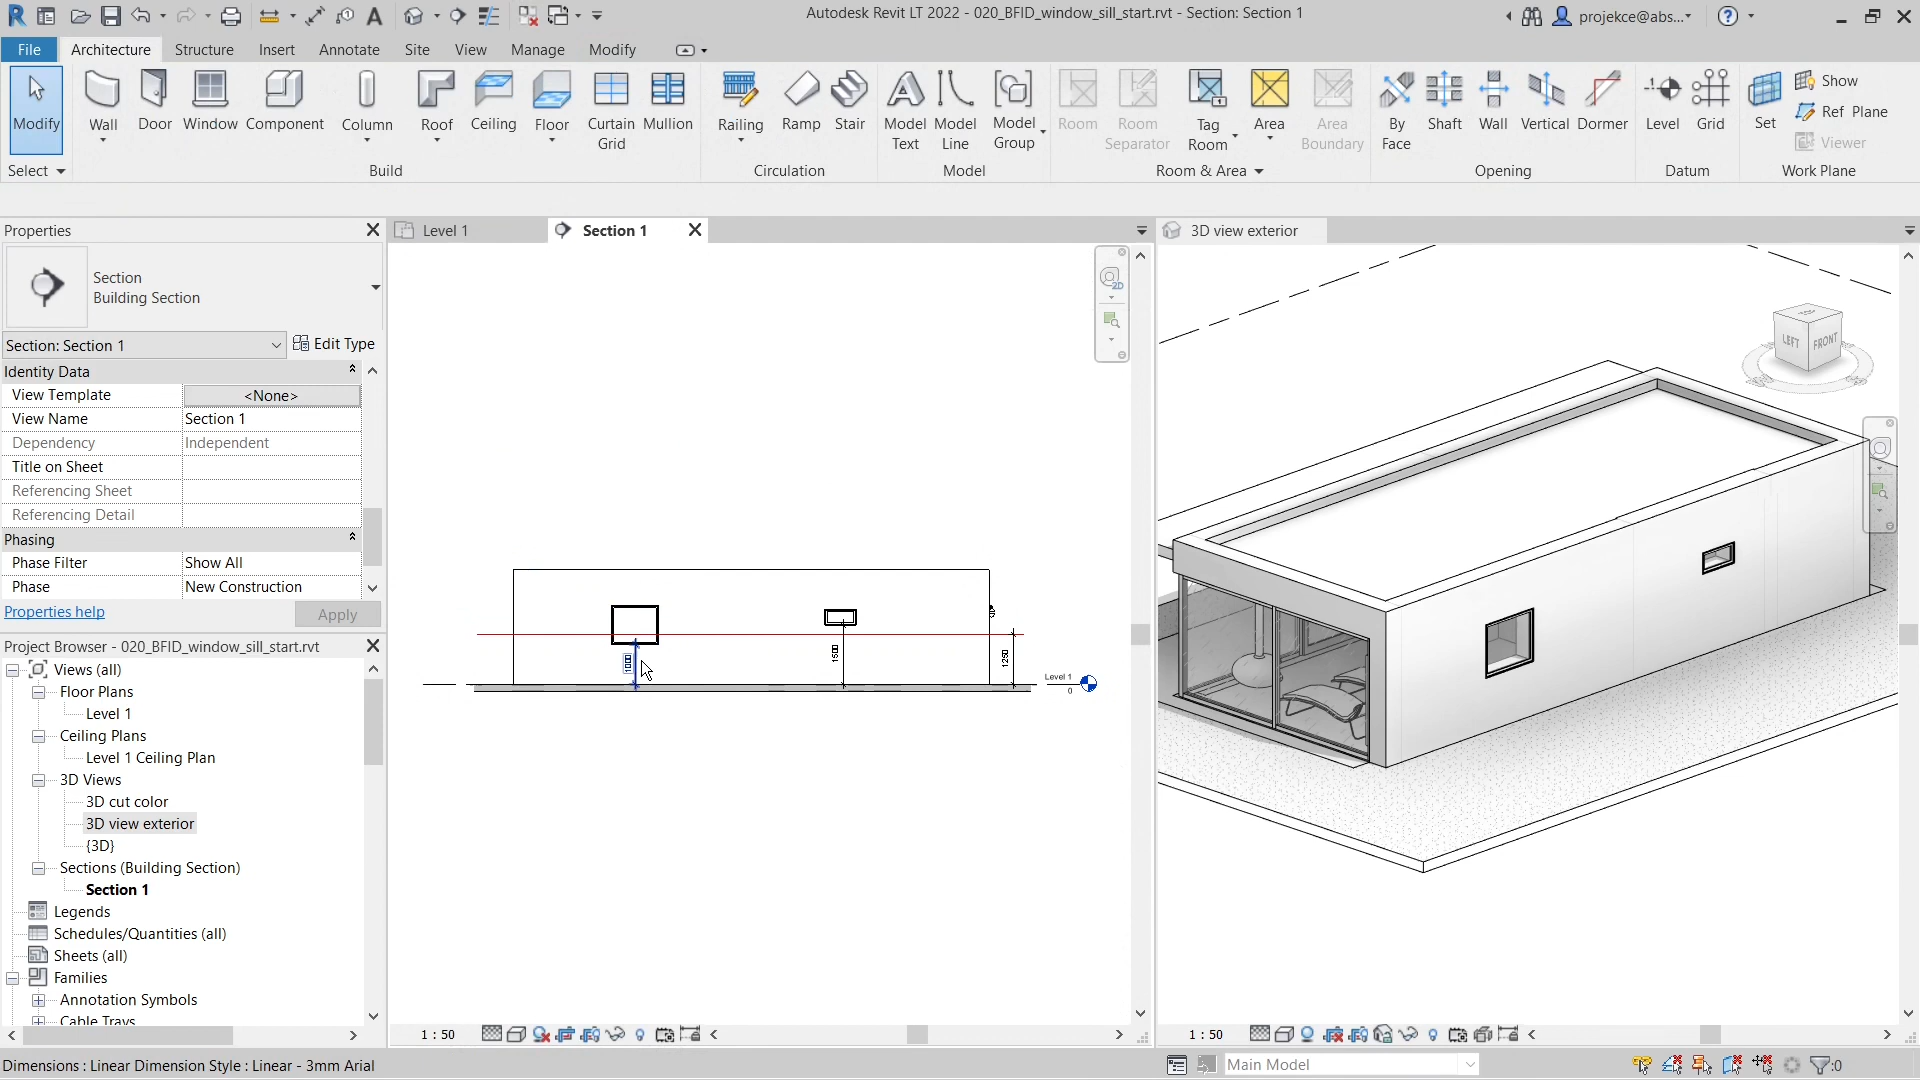 Autodesk Revit LT 2022 - 020_BFID_window_sill_start.rvt - Section: Section 1
projekce@abs...
File
Architecture
Structure
Insert
Annotate
Site
View
Manage
Modify
Modify
Wall
Door
Window
Component
Column
Roof
Ceiling
Floor
Curtain
Grid
Mullion
Railing
Ramp
Stair
Model
Text
Model
Line
Model
Group
Room
Room
Separator
Tag
Room
Area
Area
Boundary
By
Face
Shaft
Wall
Vertical
Dormer
Level
Grid
Set
Show
Ref Plane
Viewer
Select
Build
Circulation
Model
Room & Area
Opening
Datum
Work Plane
Properties
Level 1
Section 1
3D view exterior
Section
Building Section
Section: Section 1
Edit Type
Identity Data
View Template
<None>
View Name
Section 1
Dependency
Independent
Title on Sheet
Referencing Sheet
Referencing Detail
Phasing
Phase Filter
Show All
Phase
New Construction
Properties help
Apply
Project Browser - 020_BFID_window_sill_start.rvt
Views (all)
Floor Plans
Level 1
Ceiling Plans
Level 1 Ceiling Plan
3D Views
3D cut color
3D view exterior
{3D}
Sections (Building Section)
Section 1
Legends
Schedules/Quantities (all)
Sheets (all)
Families
Annotation Symbols
Cable Trays
2D
1000
1500
1250
Level 1
0
LEFT
FRONT
1 : 50
1 : 50
Dimensions : Linear Dimension Style : Linear - 3mm Arial
Main Model
:0